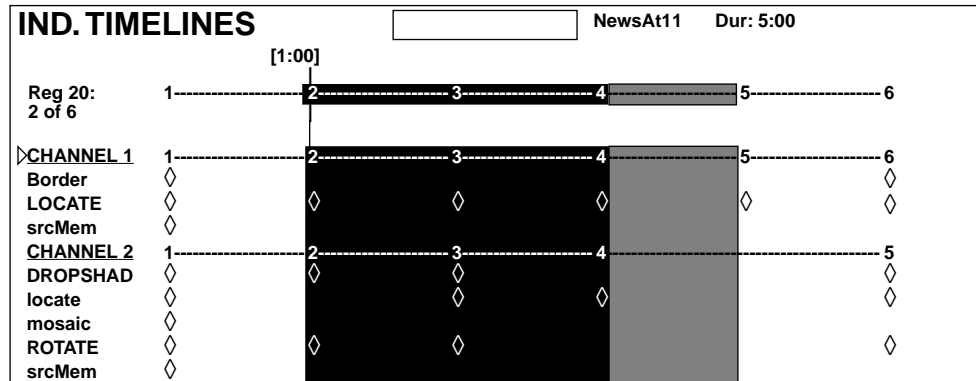 IND. TIMELINES NewsAt11 Dur: 5:00
[1:00]
Reg 20: 1 2 3 4 5 6
2 of 6
CHANNEL 1 1 2 3 4 5 6
Border
LOCATE
srcMem
CHANNEL 2 1 2 3 4 5
DROPSHAD
locate
mosaic
ROTATE
srcMem